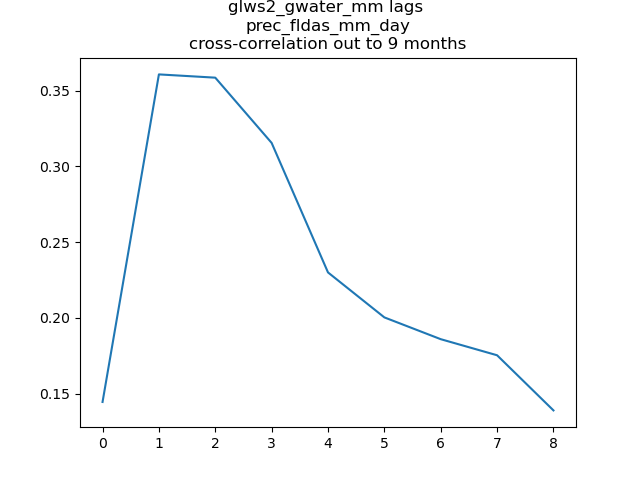 glws2_gwater_mm lags
prec_fldas_mm_day
cross-correlation out to 9 months
0.35
0.30
0.25
0.20
0.15
0 1 2 3 4 5 6 7 8